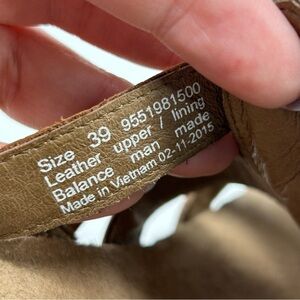 Size 39 9551981500
Leather upper / lining
Balance man made
Made in Vietnam 02-11-2015